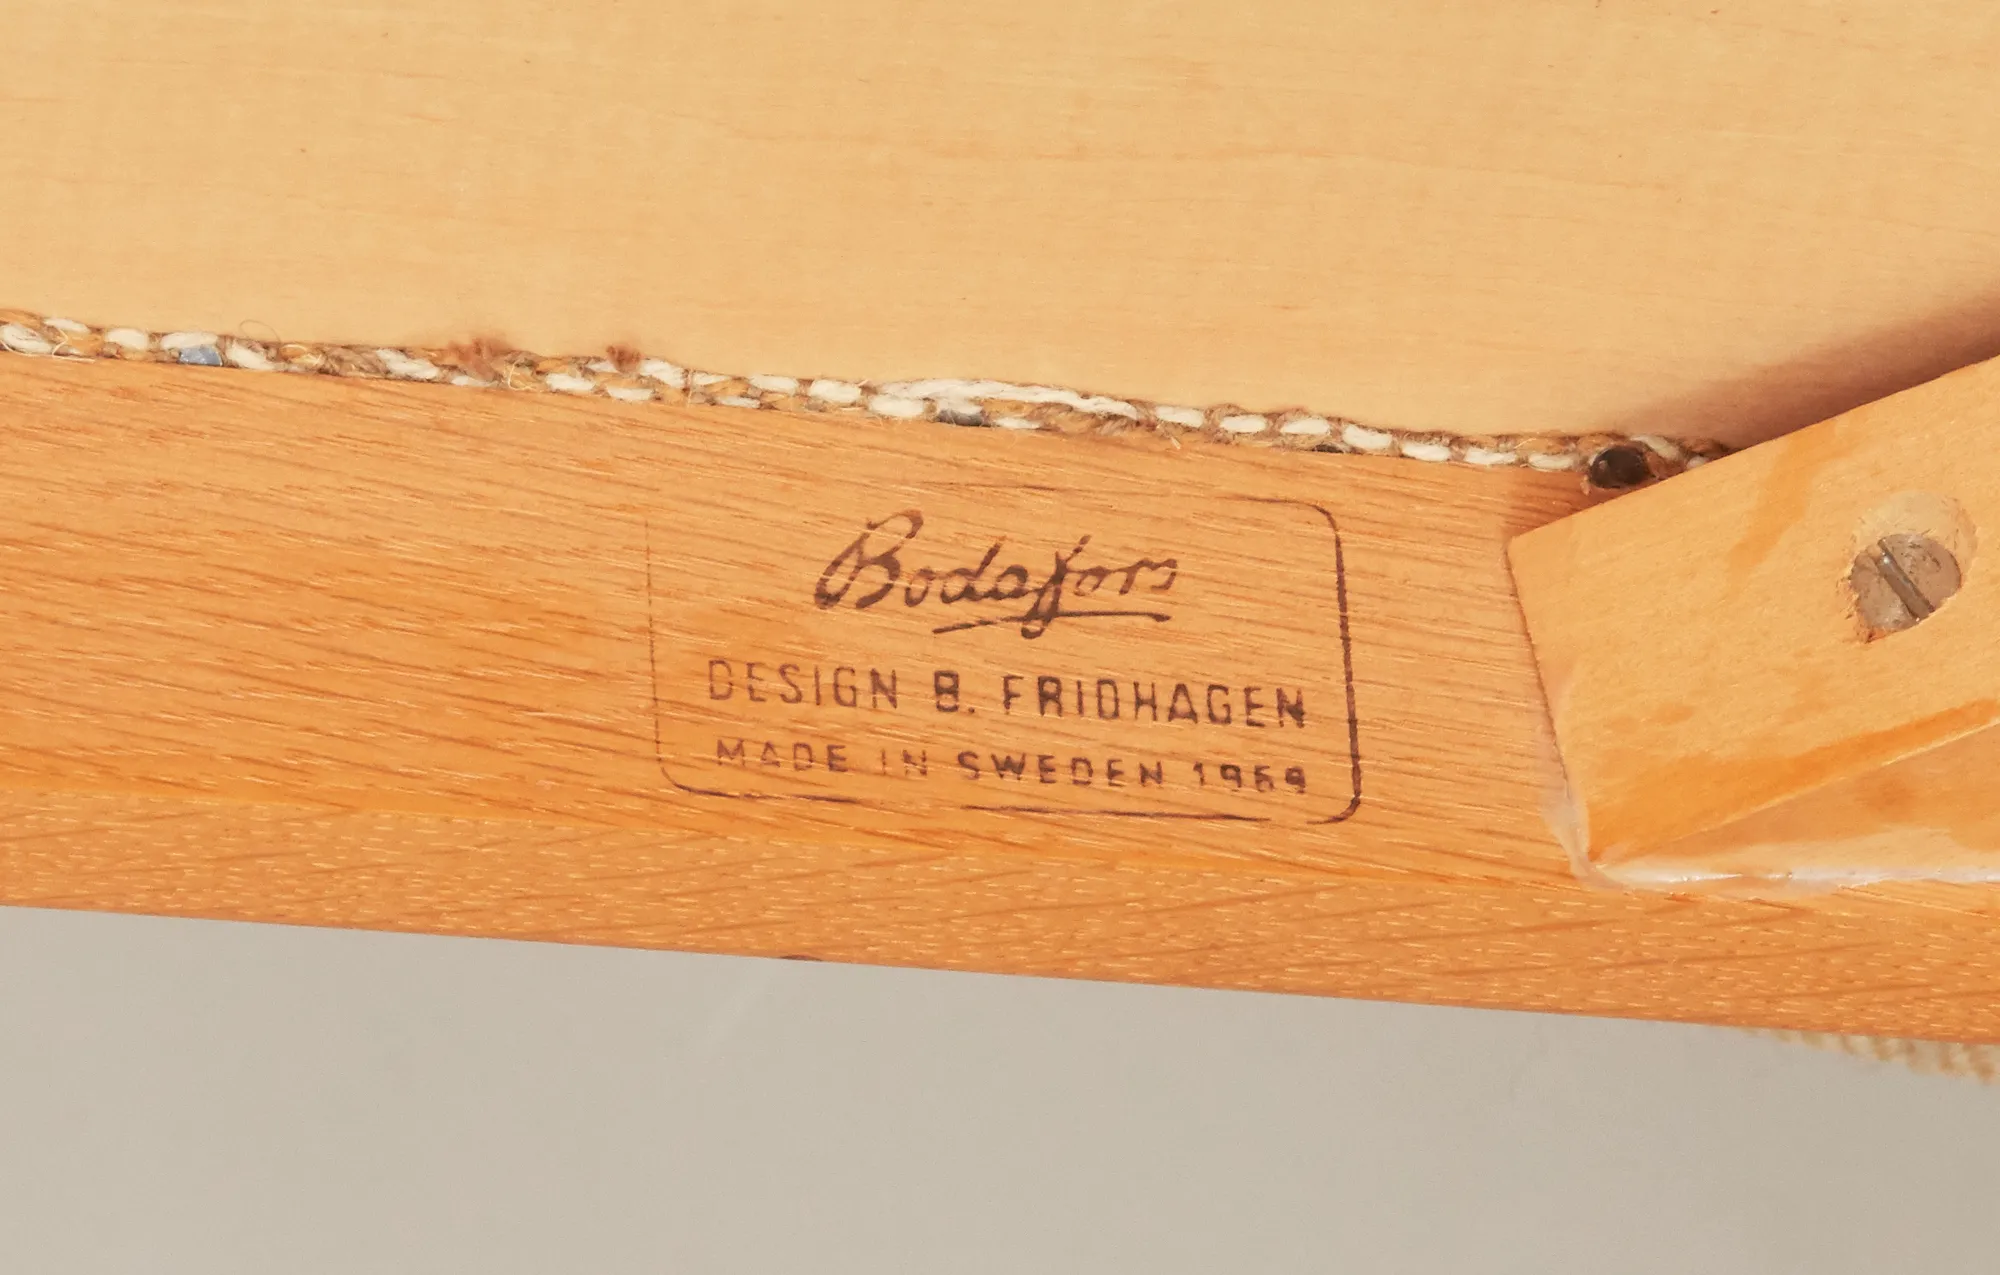 Bodafors
DESIGN B. FRIDHAGEN
MADE IN SWEDEN 1969